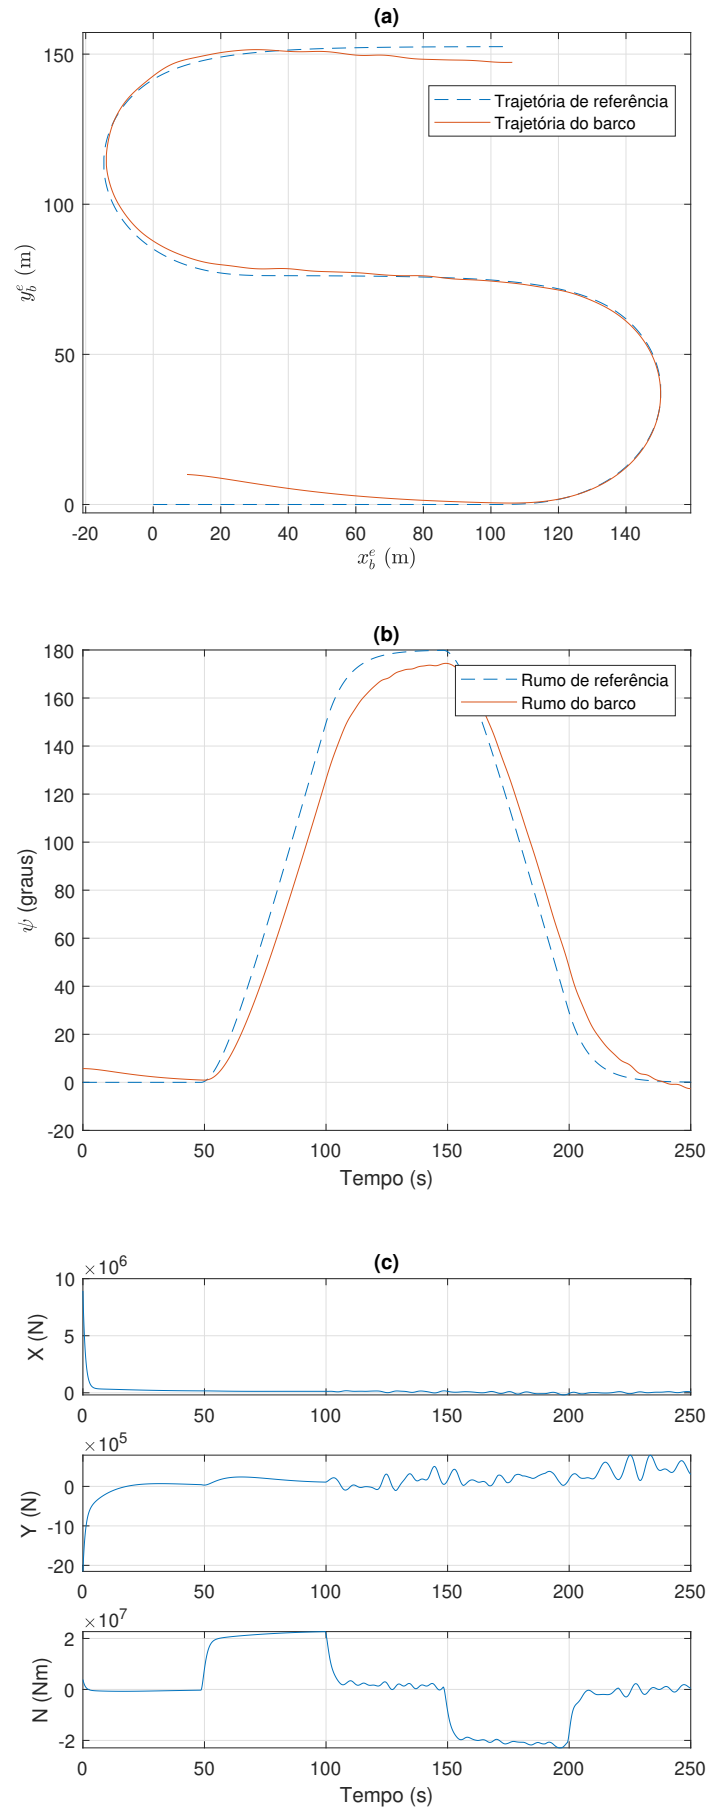 (a)
150
100
50
0
y_b^e (m)
Trajetória de referência
Trajetória do barco
-20 0 20 40 60 80 100 120 140
x_b^e (m)
(b)
180
160
140
120
100
80
60
40
20
0
-20
ψ (graus)
Rumo de referência
Rumo do barco
0 50 100 150 200 250
Tempo (s)
(c)
×10^6
10
5
0
X (N)
0 50 100 150 200 250
×10^5
0
-10
-20
Y (N)
0 50 100 150 200 250
×10^7
2
0
-2
N (Nm)
0 50 100 150 200 250
Tempo (s)